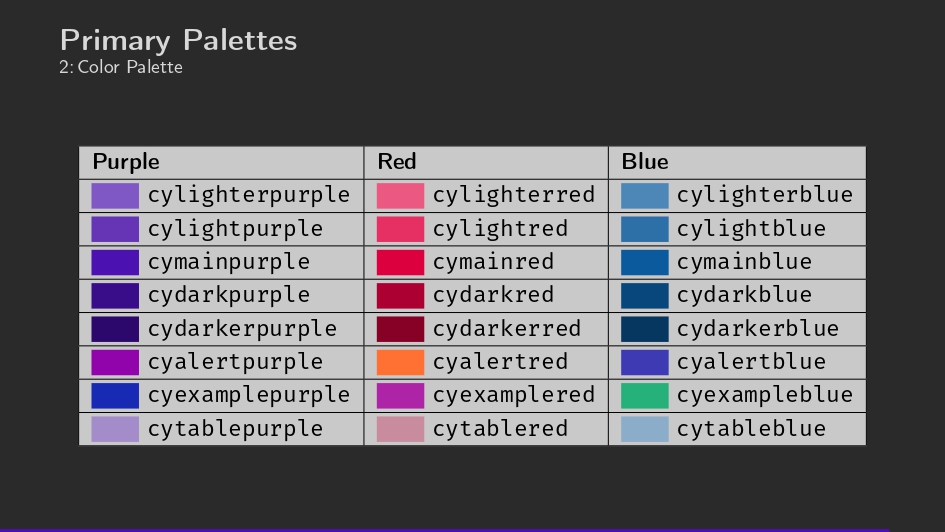 Primary Palettes
2: Color Palette
Purple Red Blue
cylighterpurple cylighterred cylighterblue
cylightpurple cylightred cylightblue
cymainpurple cymainred cymainblue
cydarkpurple cydarkred cydarkblue
cydarkerpurple cydarkerred cydarkerblue
cyalertpurple cyalertred cyalertblue
cyexamplepurple cyexamplered cyexampleblue
cytablepurple cytablered cytableblue